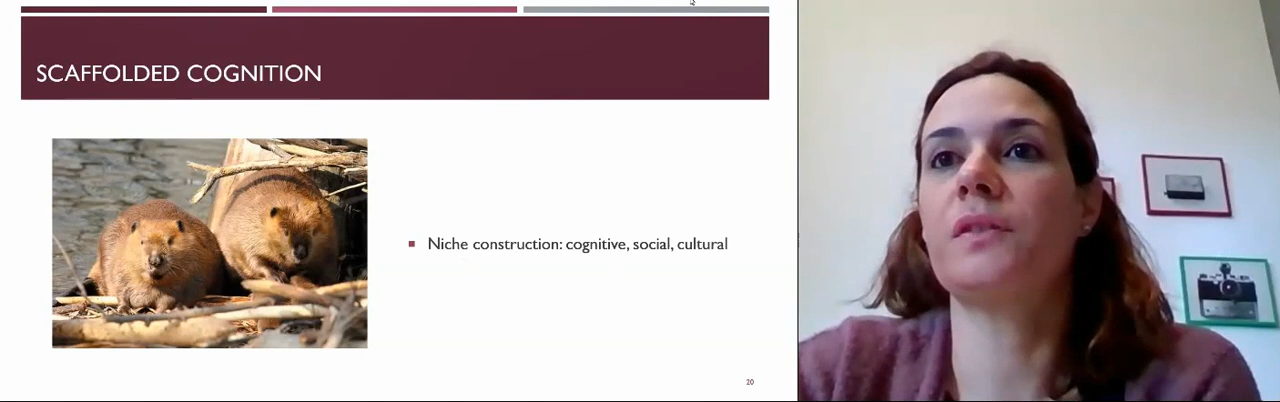 SCAFFOLDED COGNITION
Niche construction: cognitive, social, cultural
20